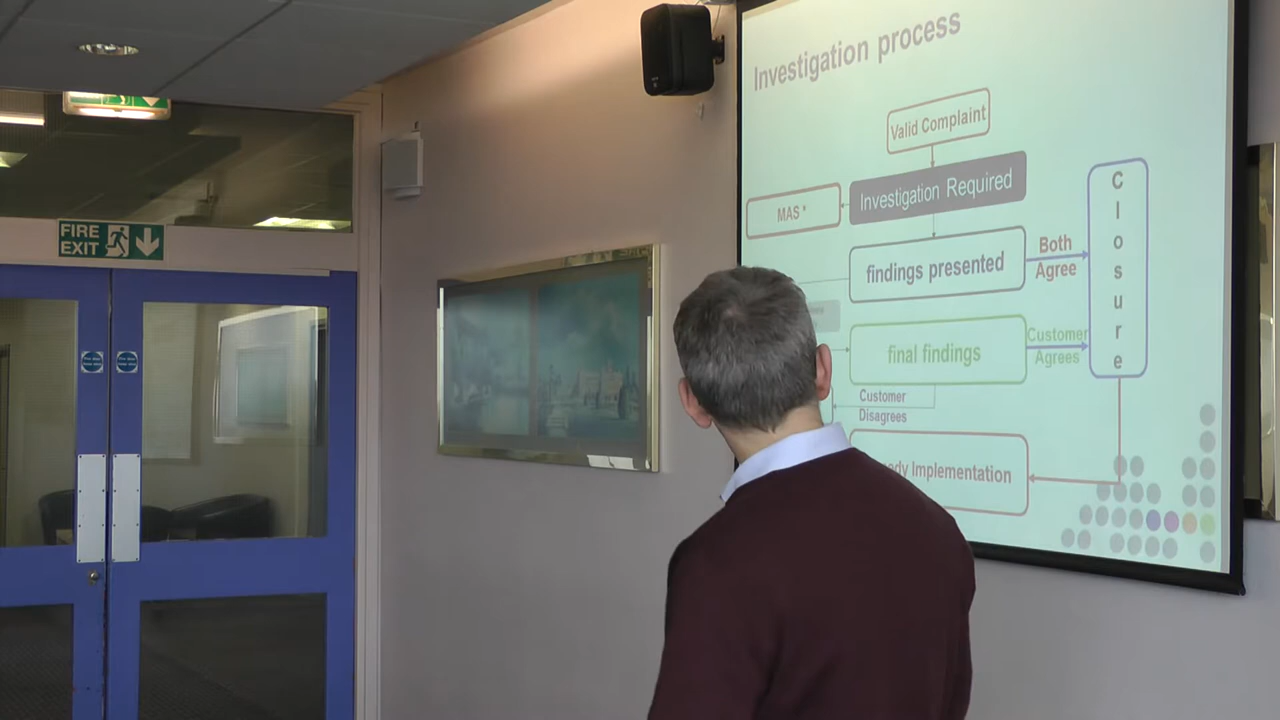 Investigation process
Valid Complaint
Investigation Required
MAS *
findings presented
Both
Agree
Closure
final findings
Customer
Agrees
Customer
Disagrees
Implementation
FIRE
EXIT